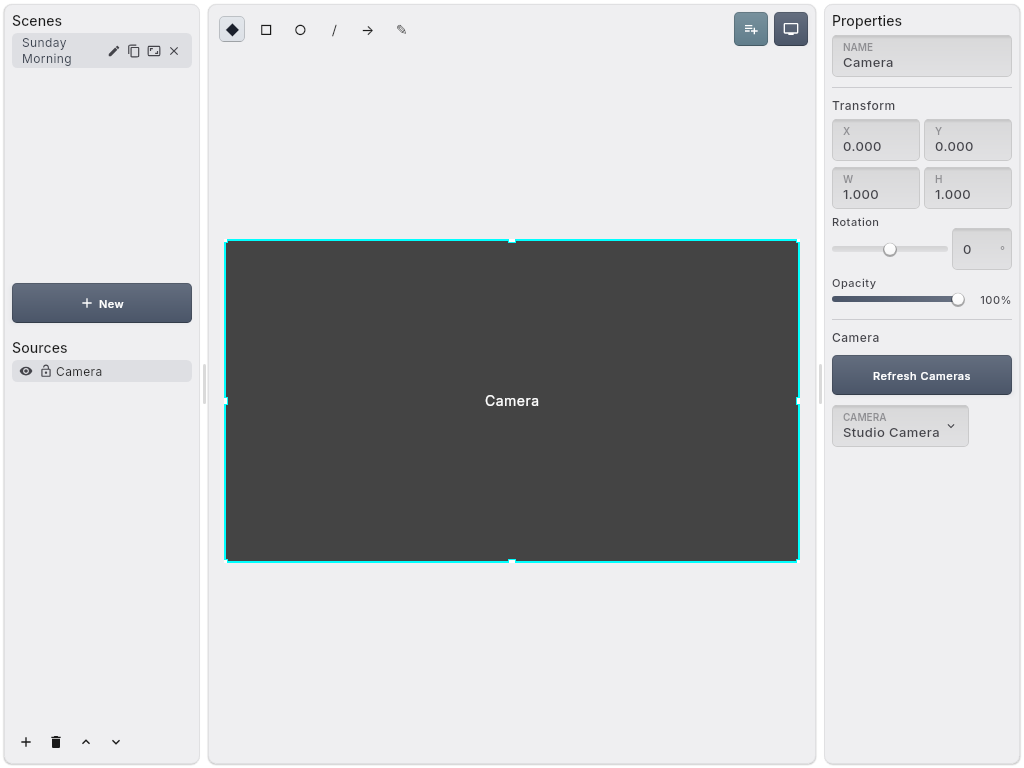 Scenes
Sunday
Morning
New
Sources
Camera
Camera
Properties
NAME
Camera
Transform
X
0.000
Y
0.000
W
1.000
H
1.000
Rotation
0 °
Opacity
100%
Camera
Refresh Cameras
CAMERA
Studio Camera